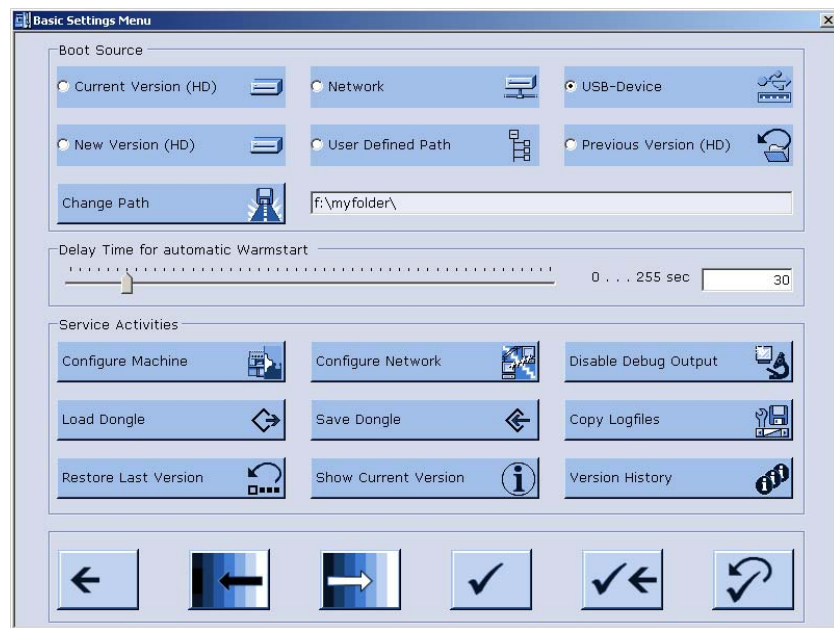 Basic Settings Menu
Boot Source
Current Version (HD)
Network
USB-Device
New Version (HD)
User Defined Path
Previous Version (HD)
Change Path
f:\myfolder\
Delay Time for automatic Warmstart
0 . . . 255 sec
30
Service Activities
Configure Machine
Configure Network
Disable Debug Output
Load Dongle
Save Dongle
Copy Logfiles
Restore Last Version
Show Current Version
Version History